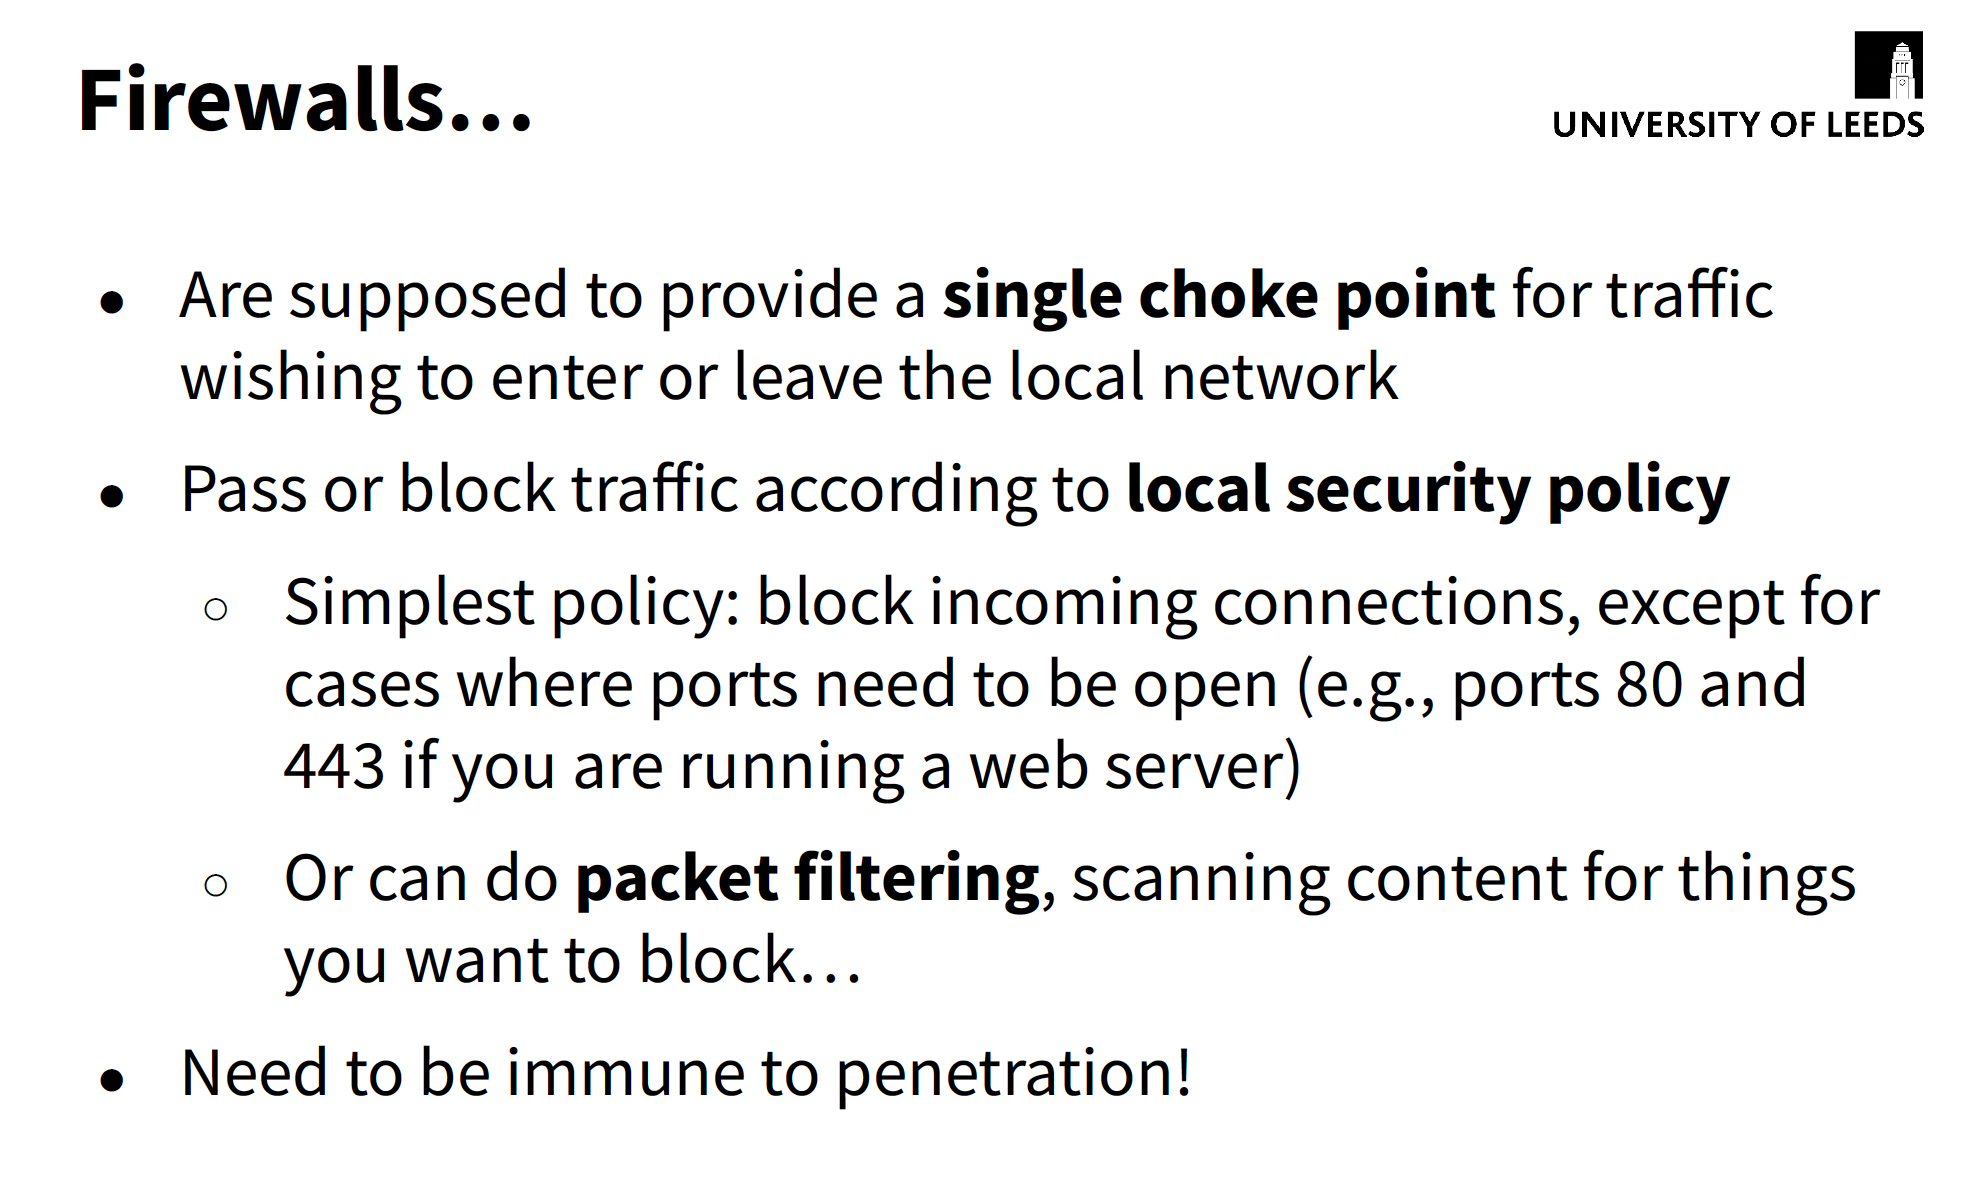 Firewalls...
UNIVERSITY OF LEEDS
● Are supposed to provide a single choke point for traffic
wishing to enter or leave the local network
● Pass or block traffic according to local security policy
○ Simplest policy: block incoming connections, except for
cases where ports need to be open (e.g., ports 80 and
443 if you are running a web server)
○ Or can do packet filtering, scanning content for things
you want to block…
● Need to be immune to penetration!